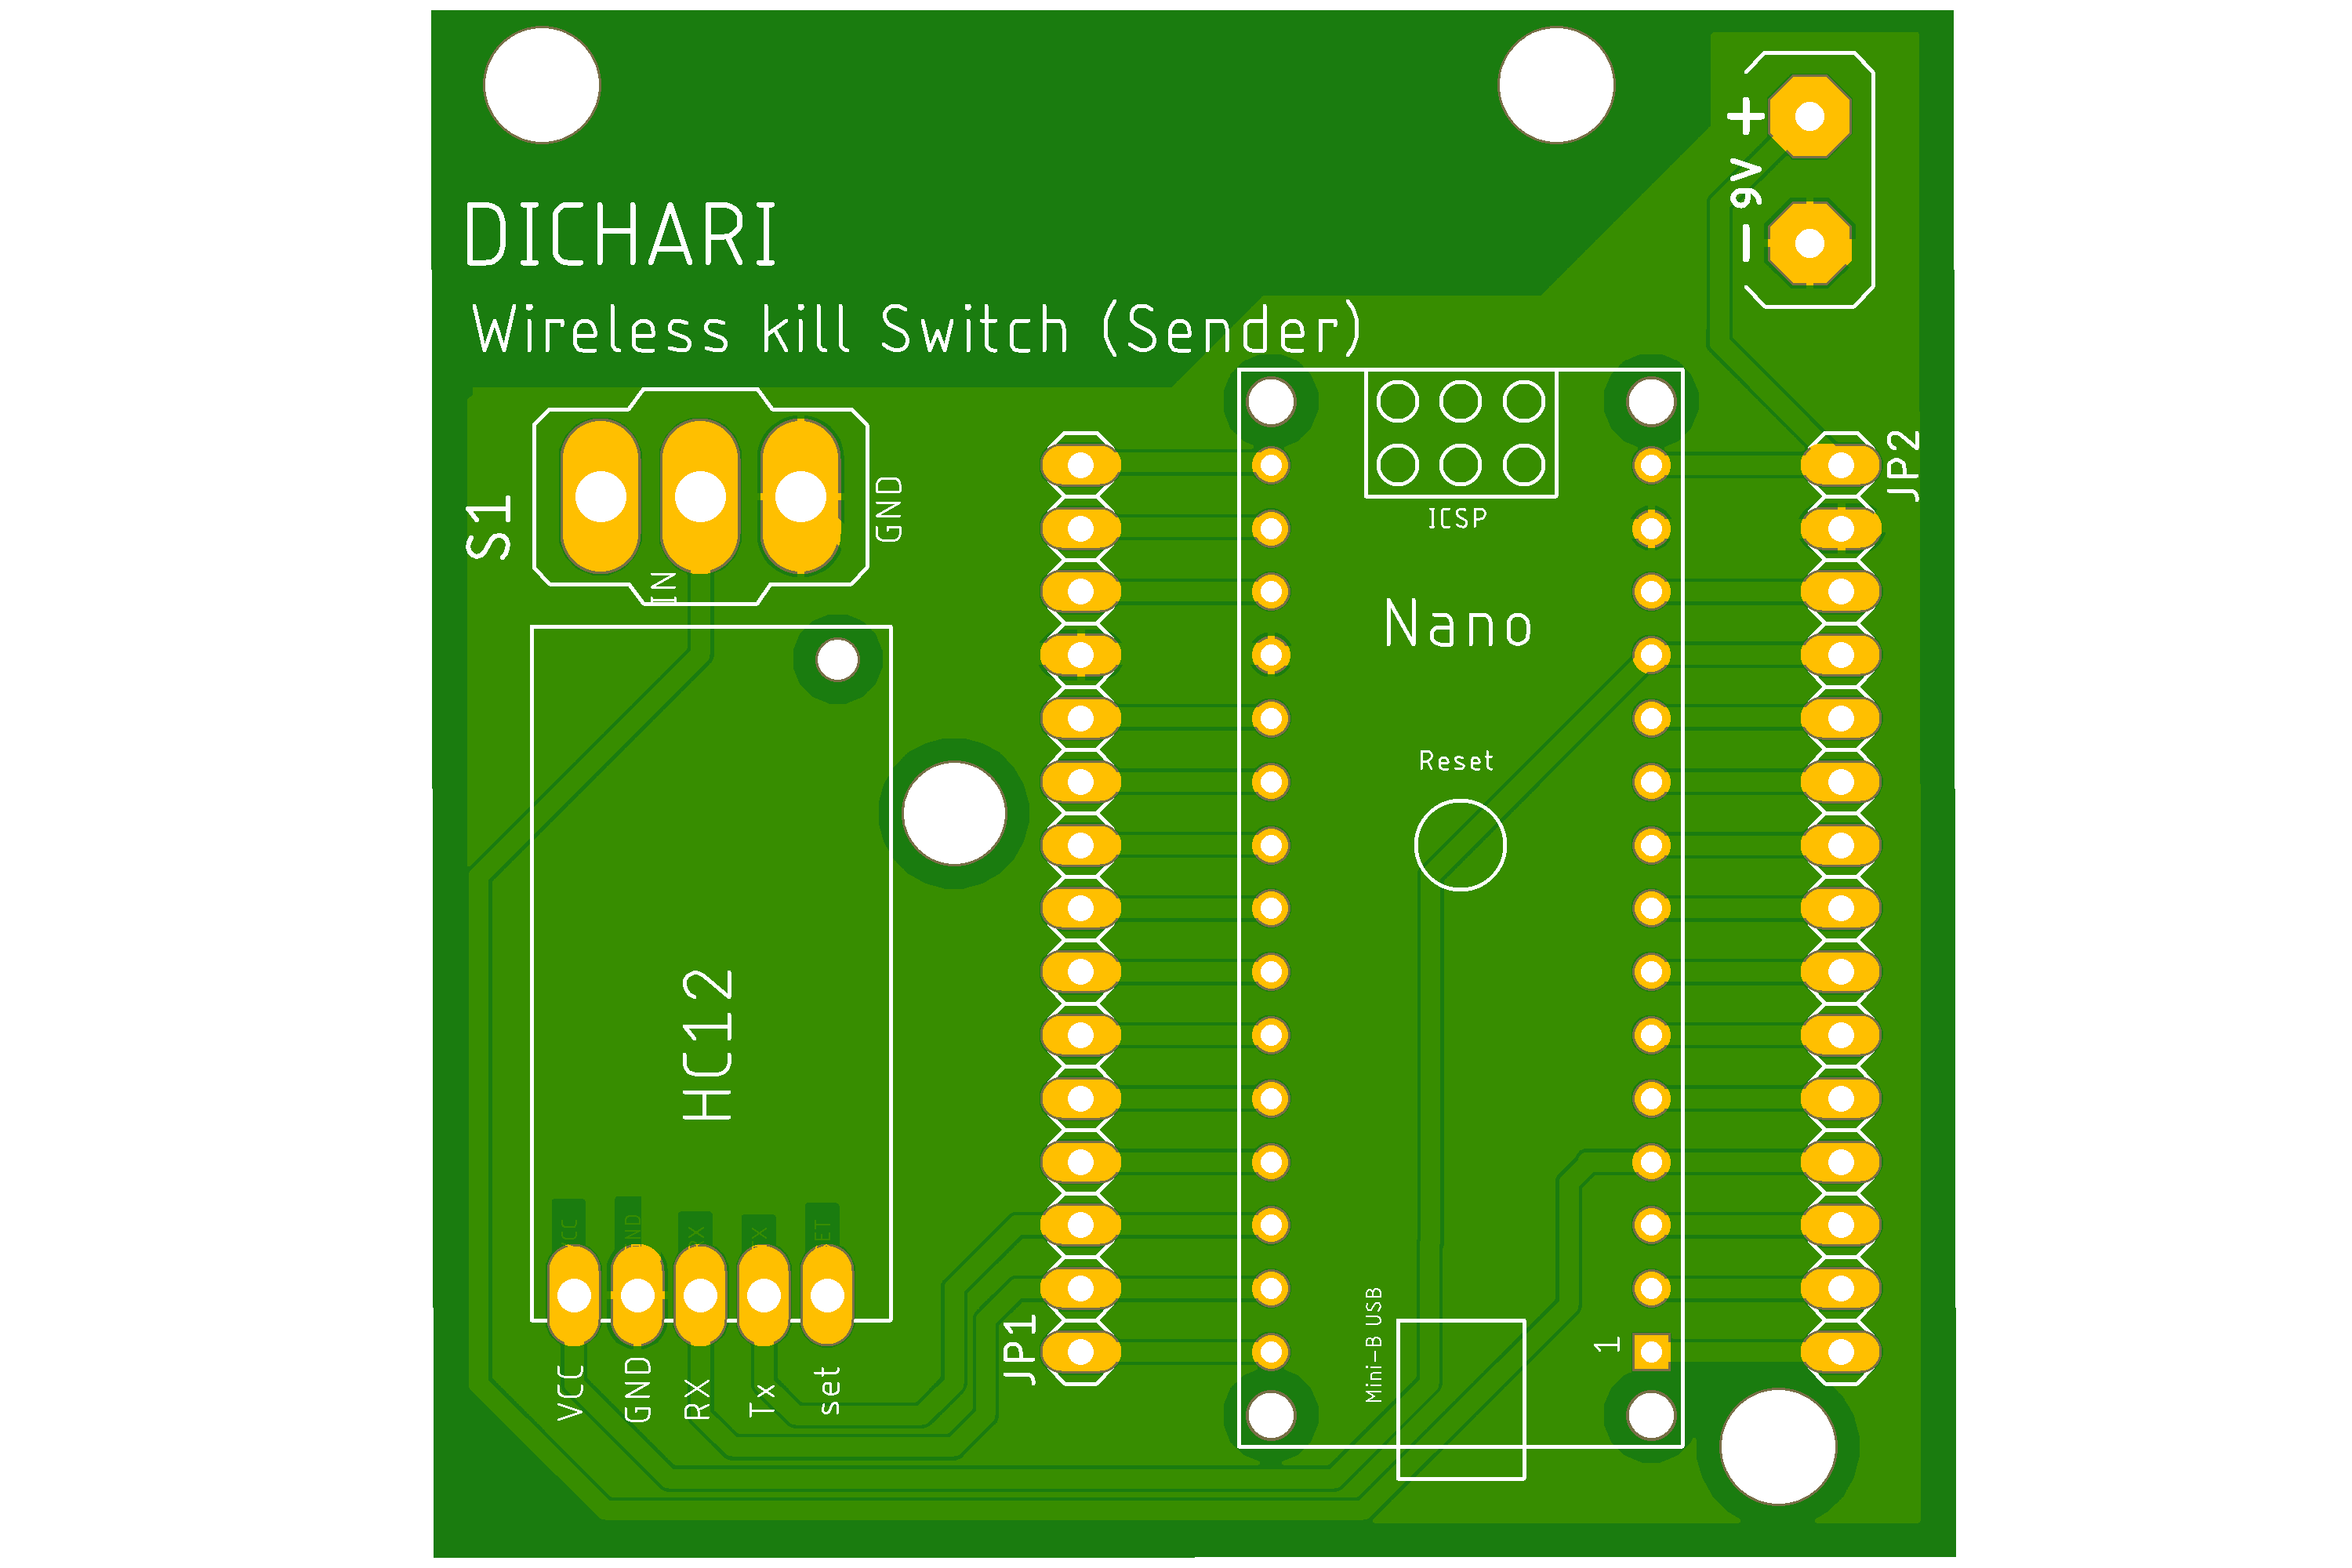 DICHARI
Wireless kill Switch (Sender)
+
9v
-
S1
GND
IN
ICSP
JP2
Nano
Reset
HC12
VCC
GND
RX
Tx
set
JP1
Mini-B USB
1